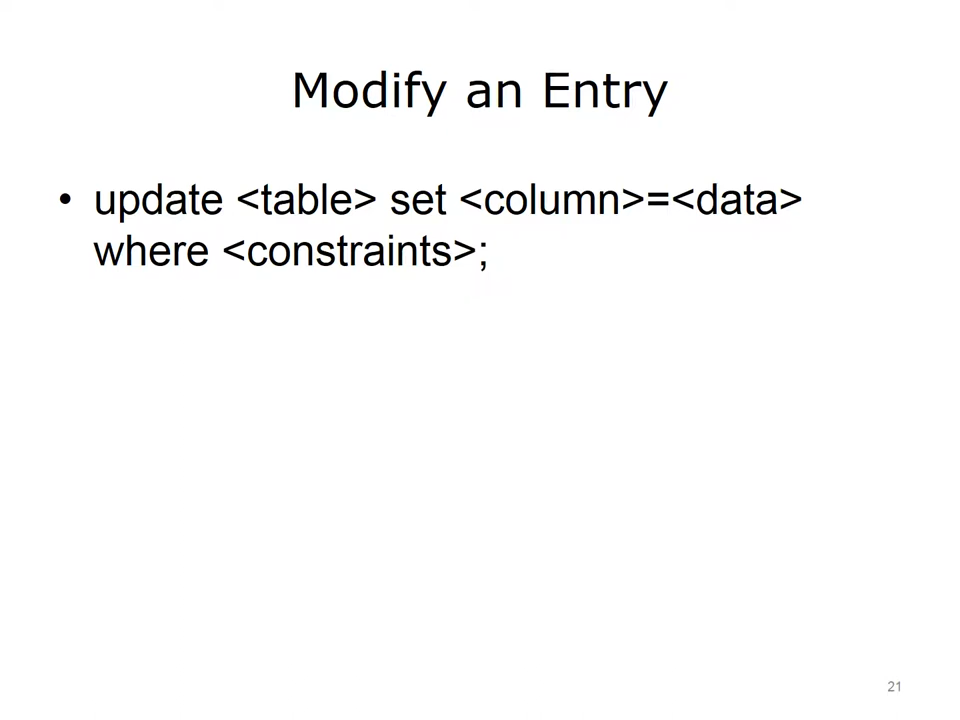 Modify an Entry
• update <table> set <column>=<data>
where <constraints>;
21